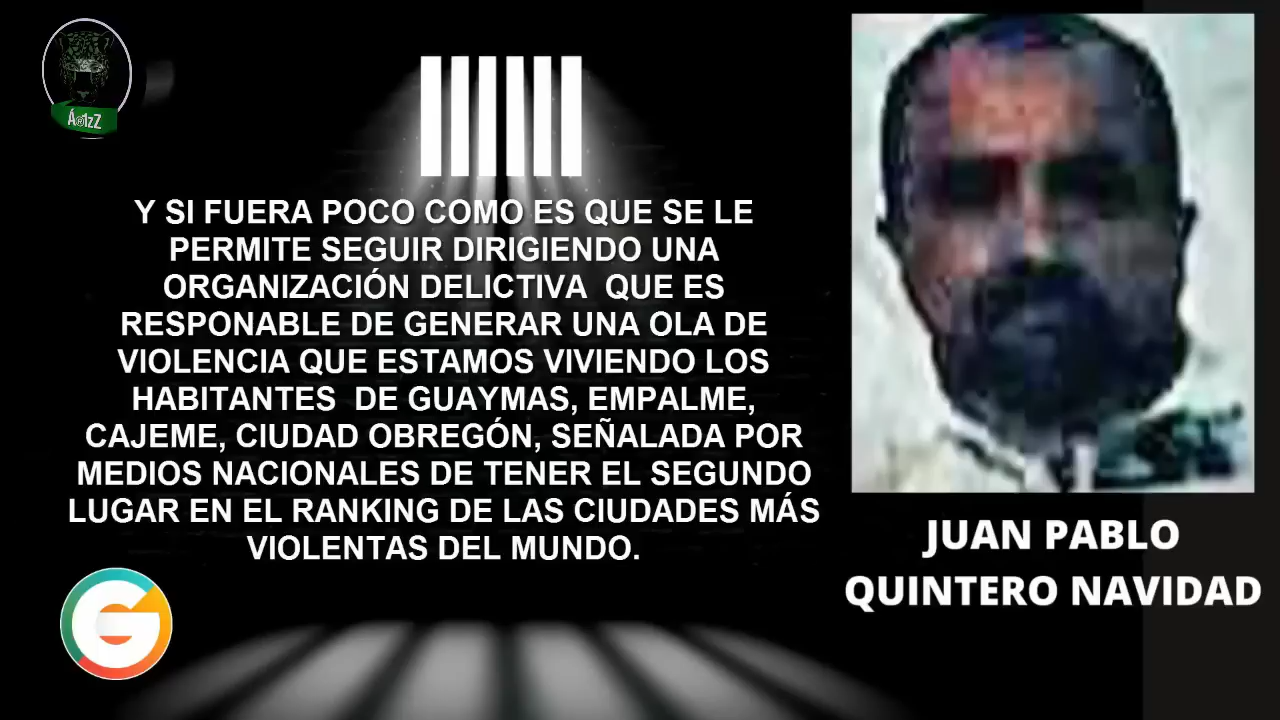 Á@1zZ
Y SI FUERA POCO COMO ES QUE SE LE
PERMITE SEGUIR DIRIGIENDO UNA
ORGANIZACIÓN DELICTIVA  QUE ES
RESPONABLE DE GENERAR UNA OLA DE
VIOLENCIA QUE ESTAMOS VIVIENDO LOS
HABITANTES  DE GUAYMAS, EMPALME,
CAJEME, CIUDAD OBREGÓN, SEÑALADA POR
MEDIOS NACIONALES DE TENER EL SEGUNDO
LUGAR EN EL RANKING DE LAS CIUDADES MÁS
VIOLENTAS DEL MUNDO.
JUAN PABLO
QUINTERO NAVIDAD
G